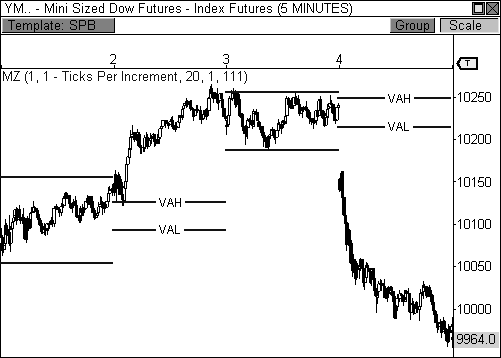 YM.. - Mini Sized Dow Futures - Index Futures (5 MINUTES)
Template: SPB Group Scale
2 3 4 T
MZ (1, 1 - Ticks Per Increment, 20, 1, 111)
VAH 10250
VAL
10200
10150
VAH
VAL 10100
10050
10000
9964.0